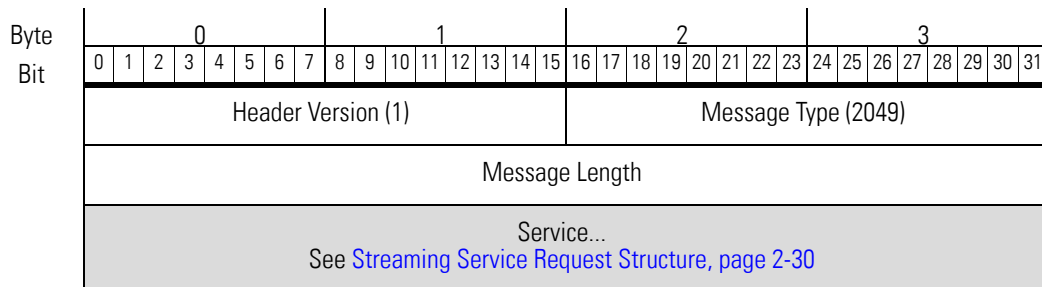 Byte 0 1 2 3
Bit 0 1 2 3 4 5 6 7 8 9 10 11 12 13 14 15 16 17 18 19 20 21 22 23 24 25 26 27 28 29 30 31
Header Version (1) Message Type (2049)
Message Length
Service...
See Streaming Service Request Structure, page 2-30